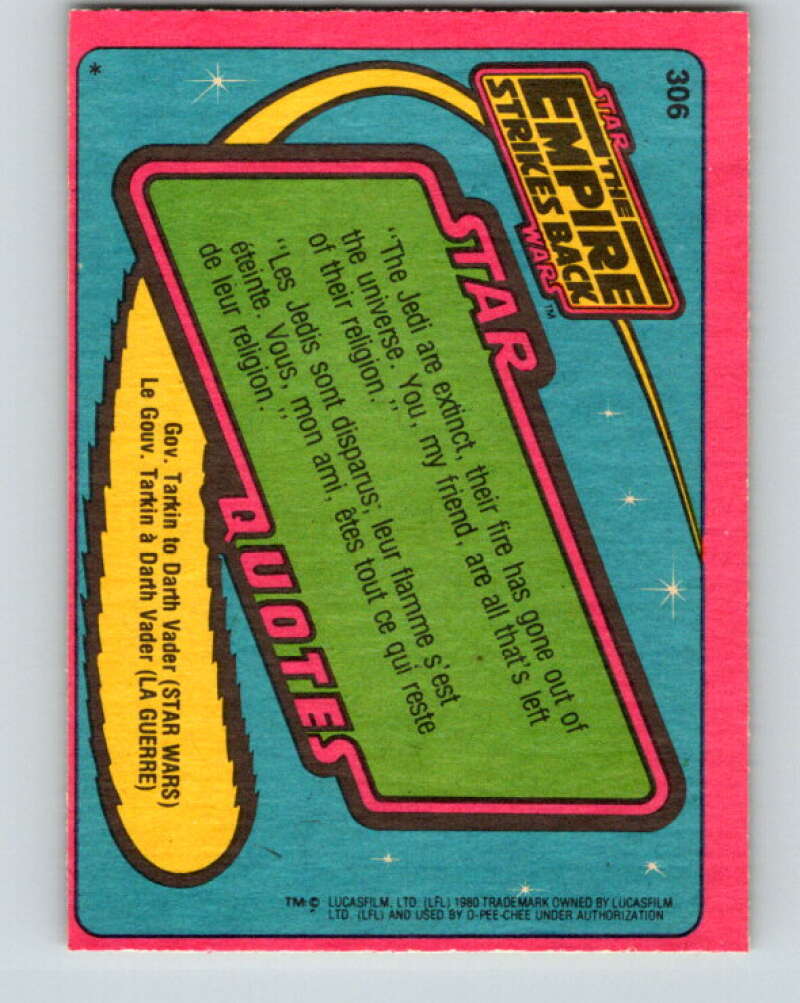 306
STAR
THE
EMPIRE
STRIKES BACK
WARS™
STAR
"The Jedi are extinct, their fire has gone out of
the universe. You, my friend, are all that's left
of their religion."
"Les Jedis sont disparus; leur flamme s'est
éteinte. Vous, mon ami, êtes tout ce qui reste
de leur religion."
QUOTES
Gov. Tarkin to Darth Vader (STAR WARS)
Le Gouv. Tarkin à Darth Vader (LA GUERRE)
*
TM:© LUCASFILM, LTD. (LFL) 1980 TRADEMARK OWNED BY LUCASFILM
LTD. (LFL) AND USED BY O-PEE-CHEE UNDER AUTHORIZATION